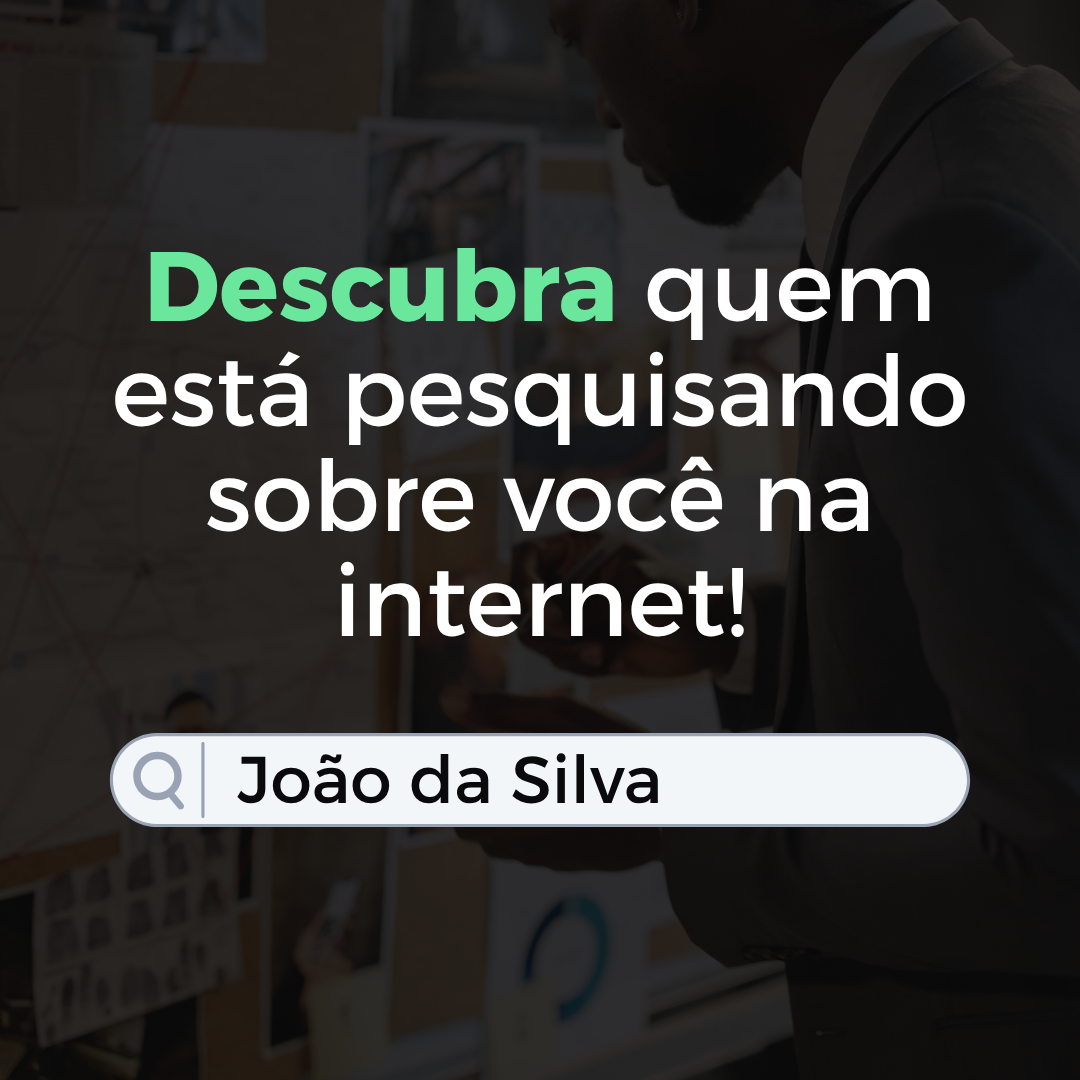 Descubra quem
está pesquisando
sobre você na
internet!
João da Silva